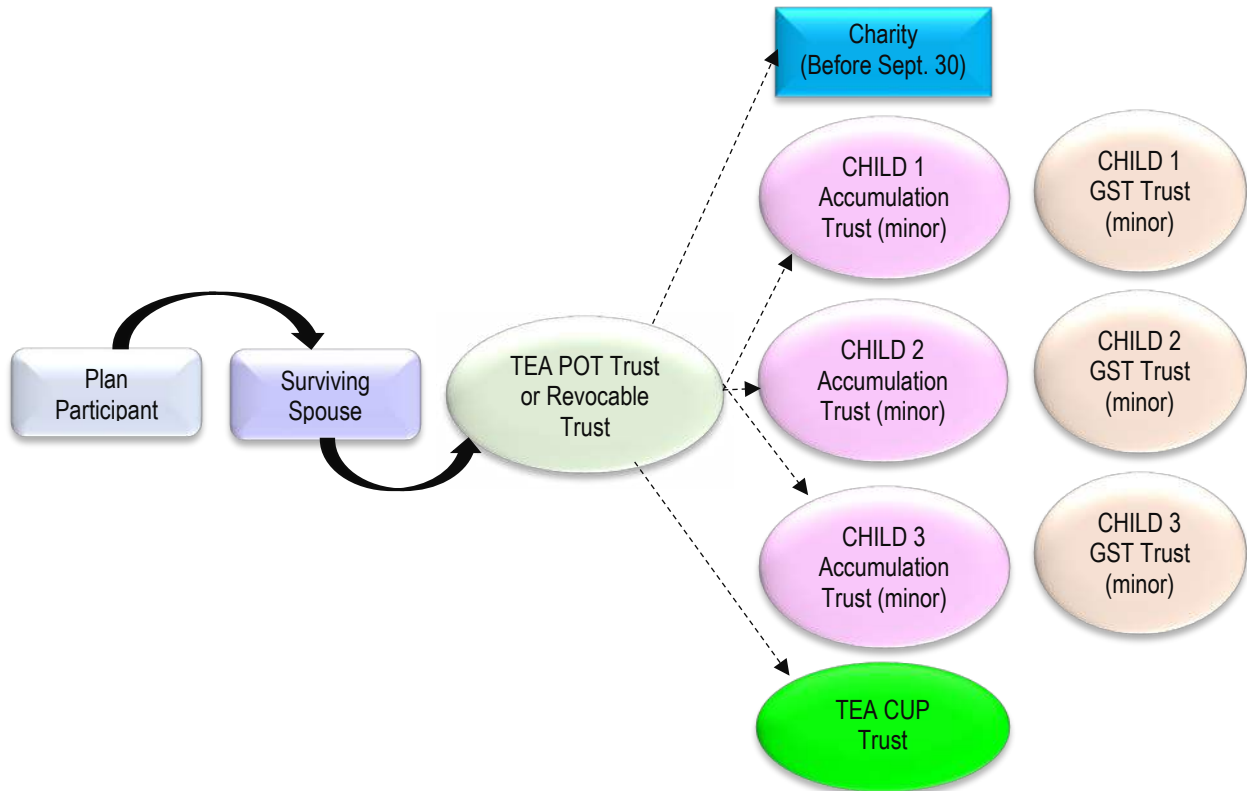 Charity
(Before Sept. 30)
CHILD 1
Accumulation
Trust (minor)
CHILD 1
GST Trust
(minor)
Plan
Participant
Surviving
Spouse
TEA POT Trust
or Revocable
Trust
CHILD 2
Accumulation
Trust (minor)
CHILD 2
GST Trust
(minor)
CHILD 3
Accumulation
Trust (minor)
CHILD 3
GST Trust
(minor)
TEA CUP
Trust